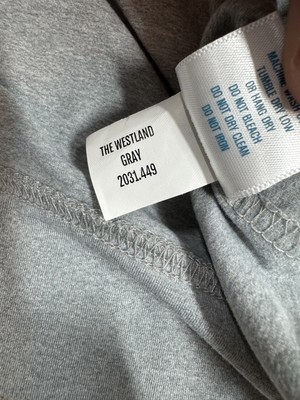 THE WESTLAND
GRAY
2031.449
TUMBLE DRY LOW
OR HANG DRY
DO NOT BLEACH
DO NOT DRY CLEAN
DO NOT IRON